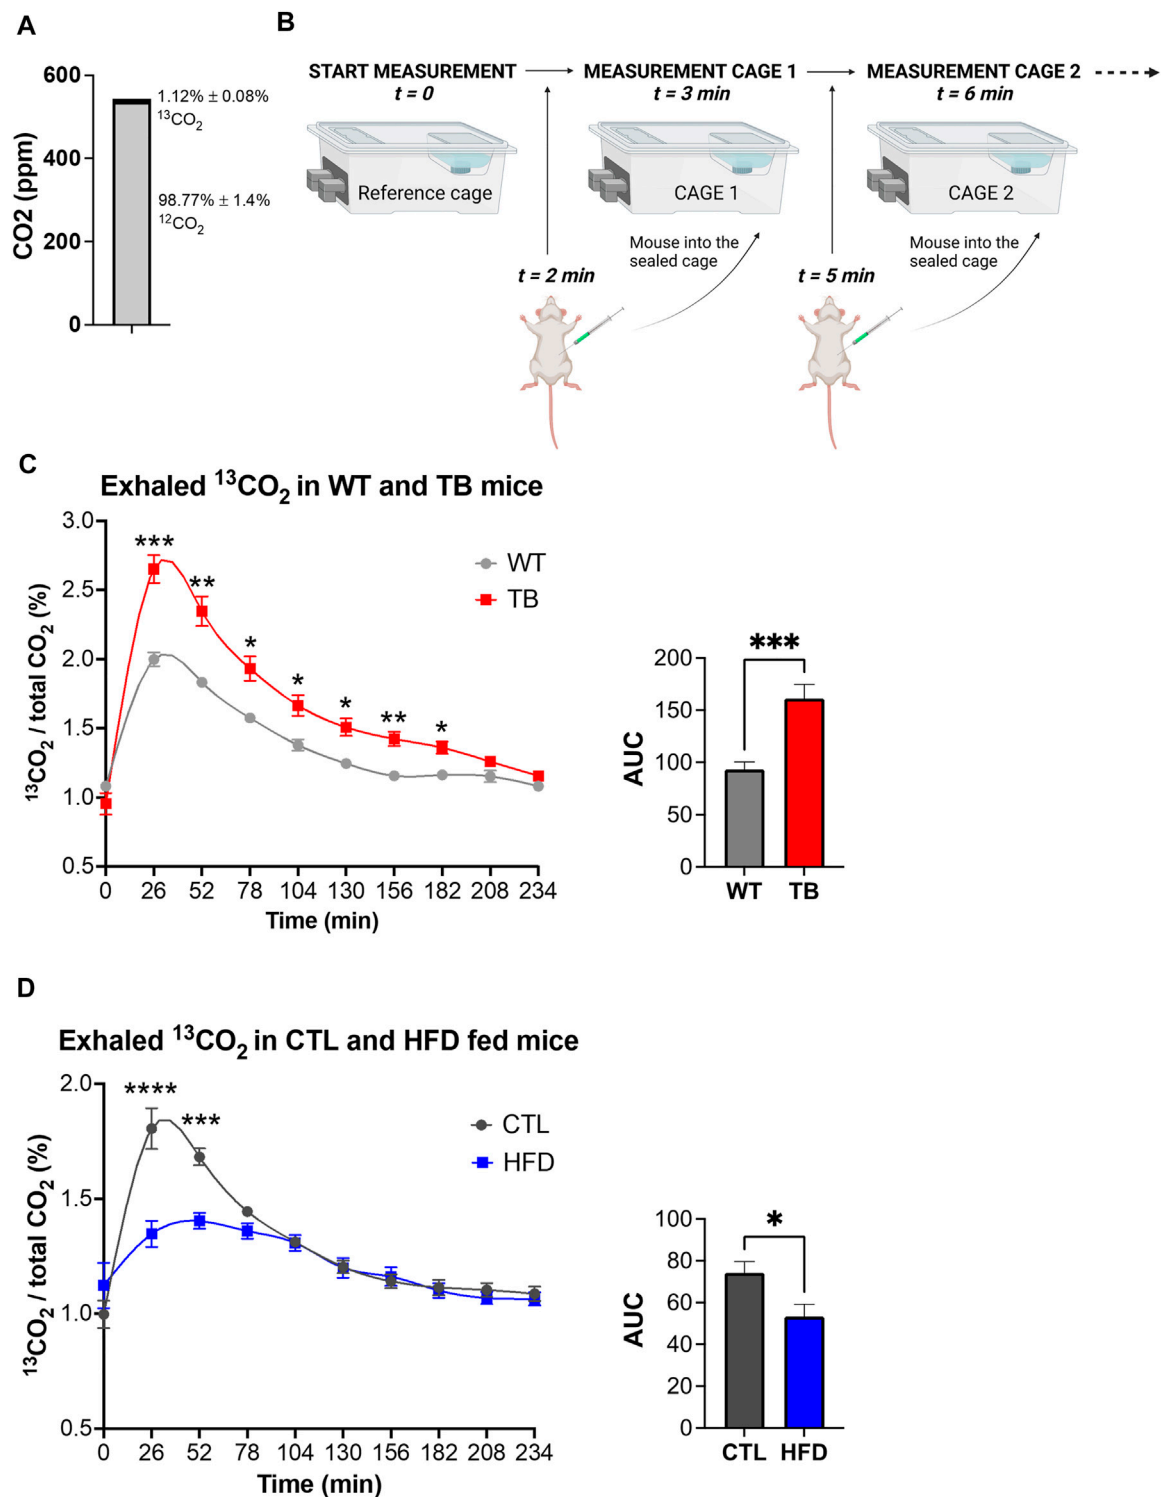 A
CO2 (ppm)
600
400
200
0
1.12% ± 0.08%
¹³CO₂
98.77% ± 1.4%
¹²CO₂
B
START MEASUREMENT
t = 0
MEASUREMENT CAGE 1
t = 3 min
MEASUREMENT CAGE 2
t = 6 min
Reference cage
CAGE 1
CAGE 2
t = 2 min
Mouse into the
sealed cage
t = 5 min
Mouse into the
sealed cage
C
Exhaled ¹³CO₂ in WT and TB mice
¹³CO₂ / total CO₂ (%)
3.0
2.5
2.0
1.5
1.0
0.5
*** ** * * * ** *
WT
TB
0 26 52 78 104 130 156 182 208 234
Time (min)
AUC
200
150
100
50
0
***
WT TB
D
Exhaled ¹³CO₂ in CTL and HFD fed mice
¹³CO₂ / total CO₂ (%)
2.0
1.5
1.0
0.5
**** ***
CTL
HFD
0 26 52 78 104 130 156 182 208 234
Time (min)
AUC
100
80
60
40
20
0
*
CTL HFD